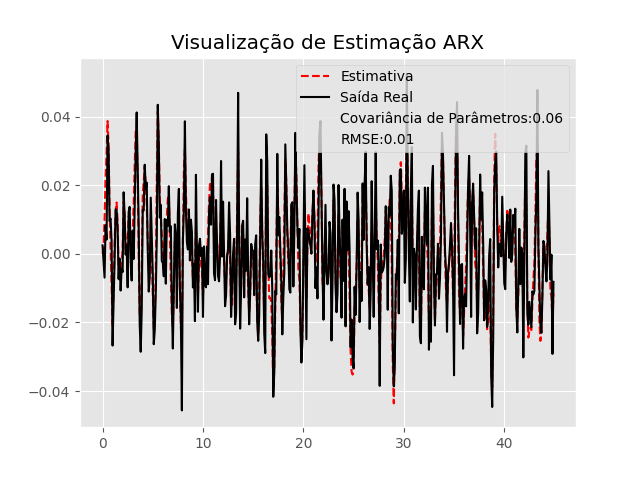 Visualização de Estimação ARX
Estimativa
Saída Real
Covariância de Parâmetros:0.06
RMSE:0.01
0.04
0.02
0.00
−0.02
−0.04
0
10
20
30
40